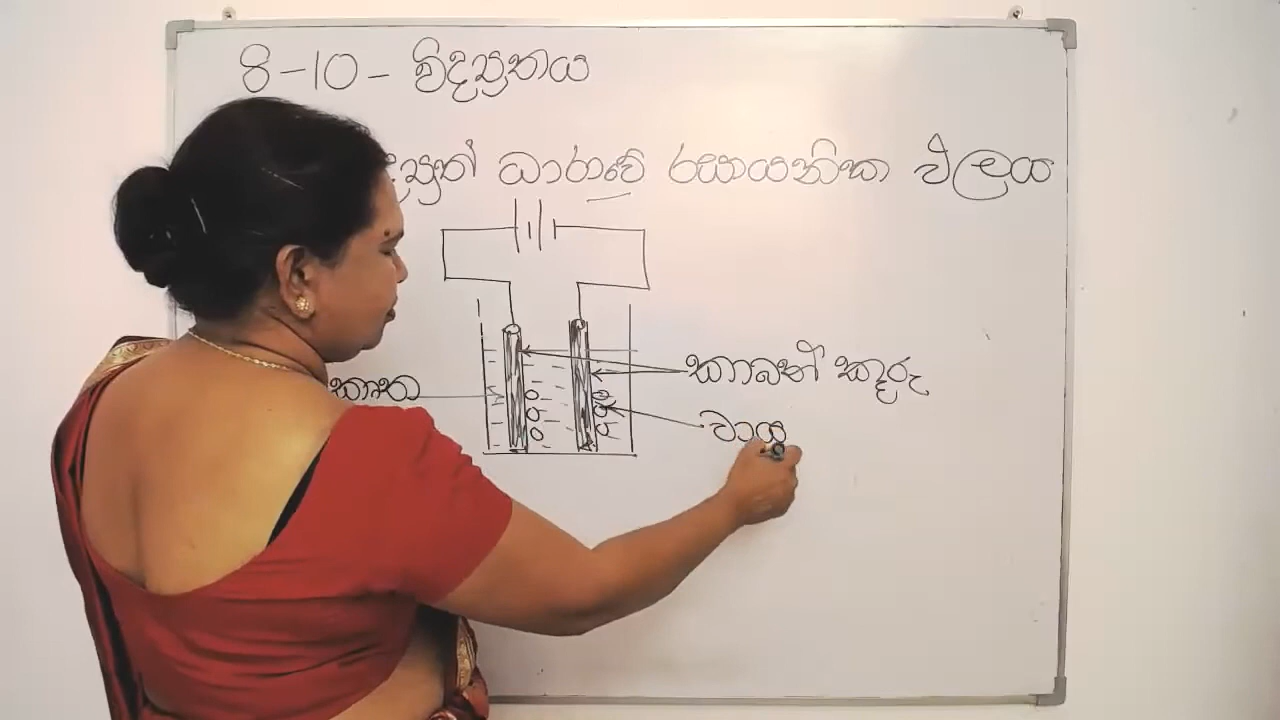 8-10 - විද්‍යුතය
ධාරාවේ රසායනික ඵලය
කාබන් කූරු
වායු